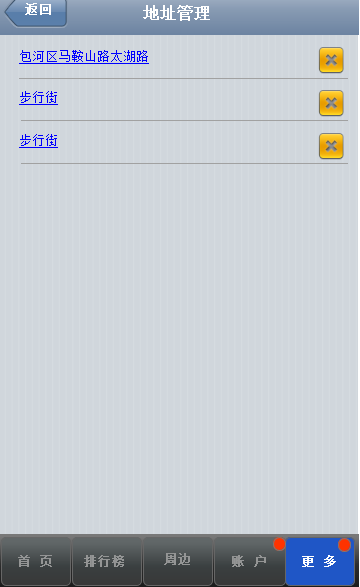 返回
地址管理
包河区马鞍山路太湖路
步行街
步行街
首 页
排行榜
周边
账 户
更 多